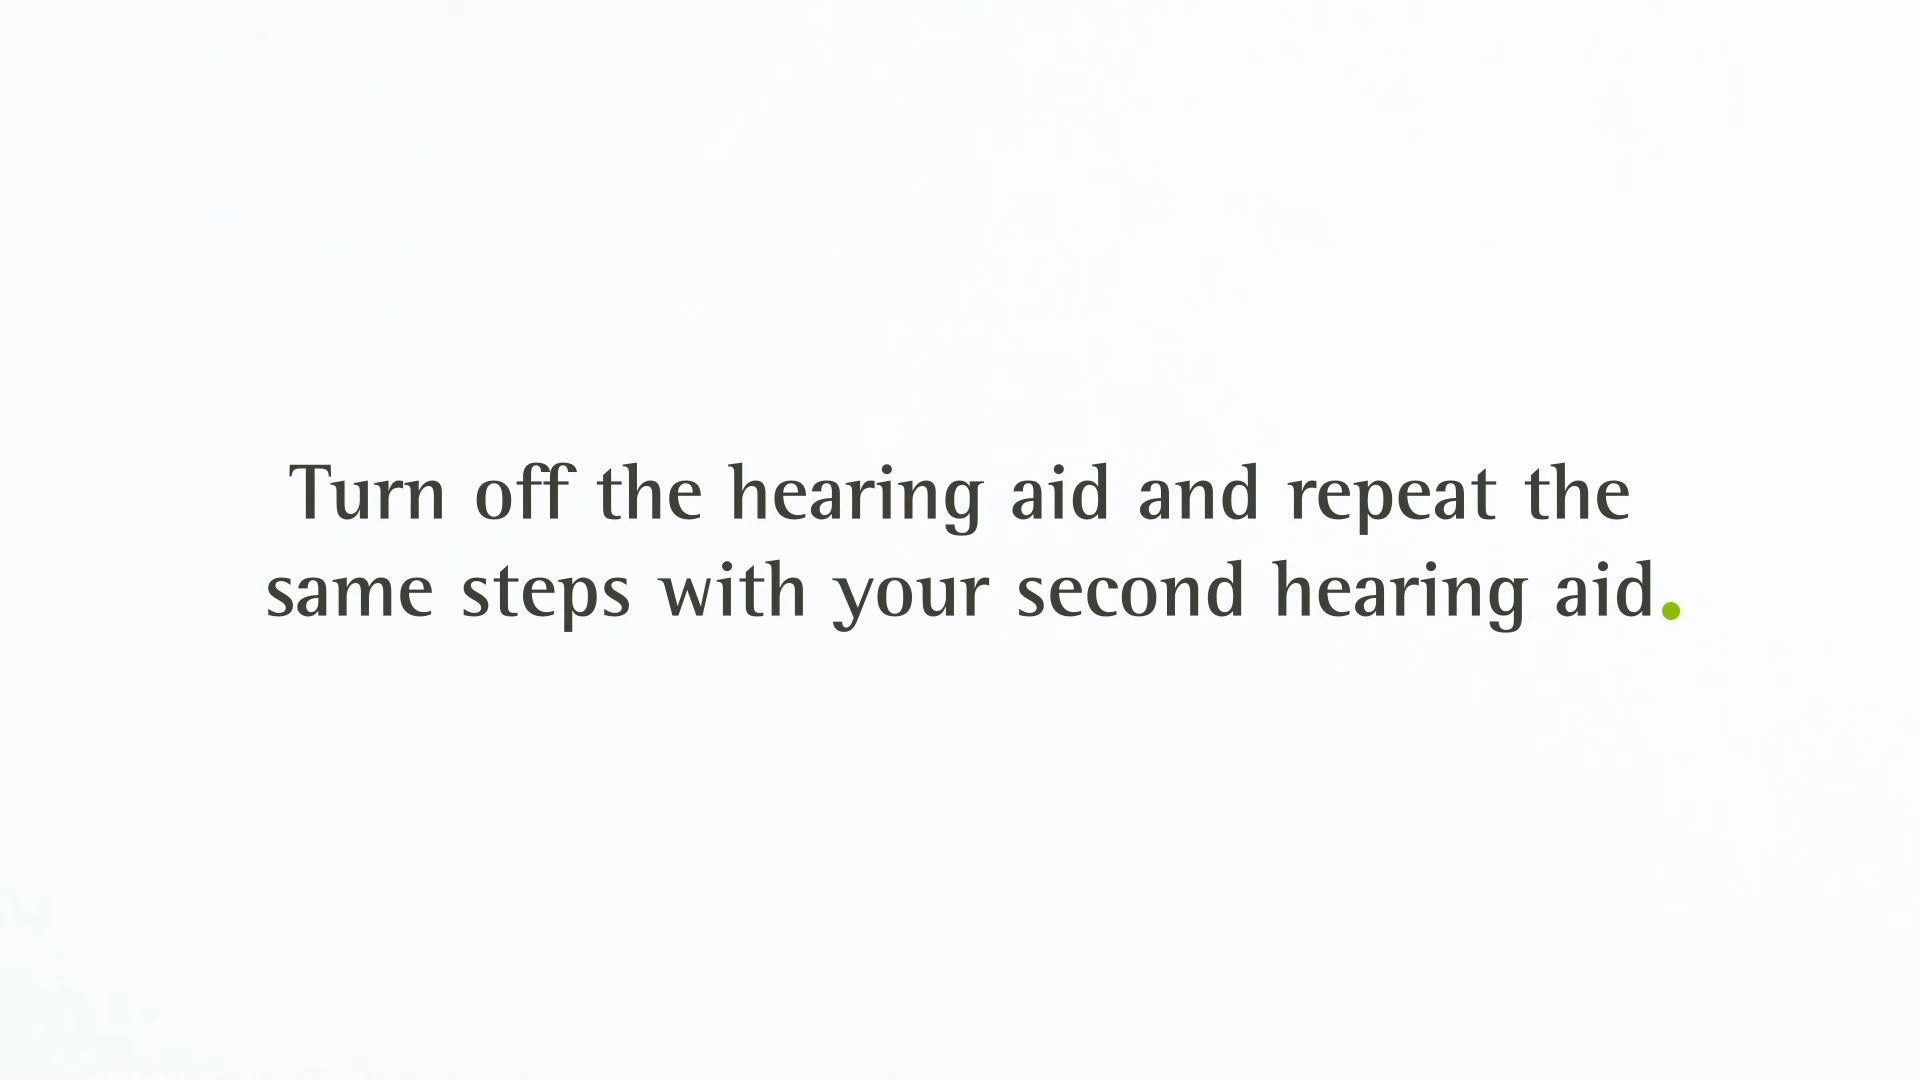 Turn off the hearing aid and repeat the
same steps with your second hearing aid.